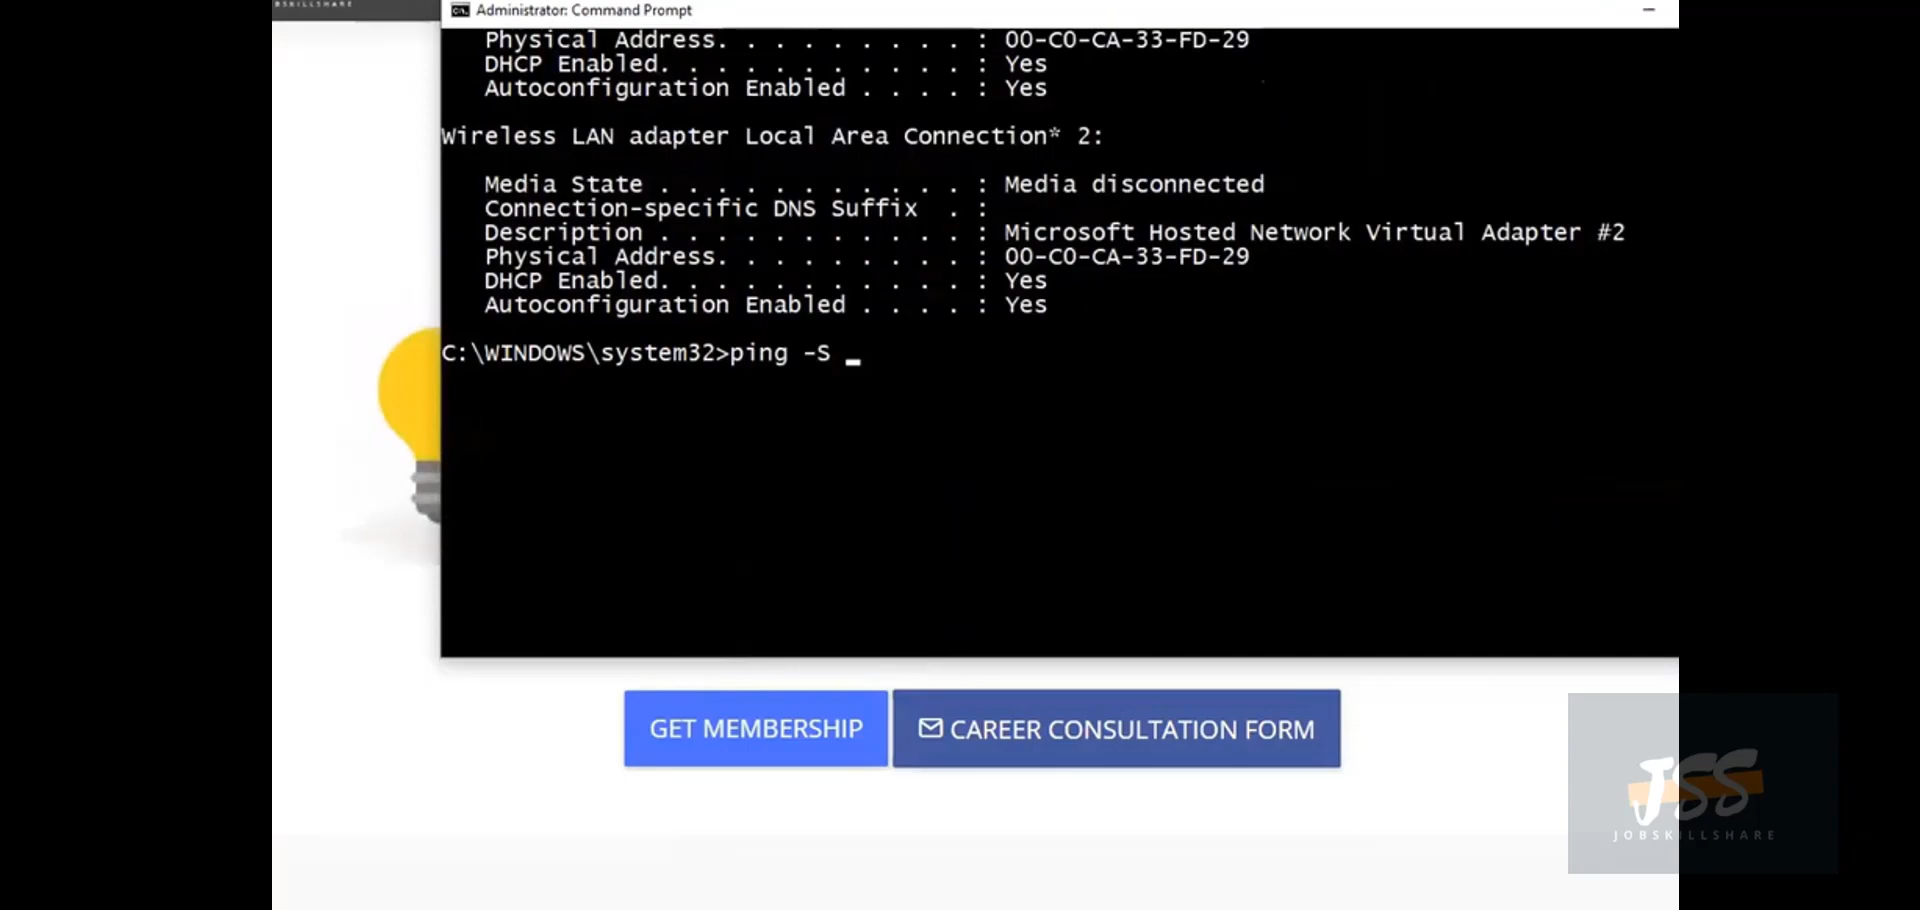 BSKILLSHARE
Administrator: Command Prompt
Physical Address. . . . . . . . . : 00-C0-CA-33-FD-29
DHCP Enabled. . . . . . . . . . . : Yes
Autoconfiguration Enabled . . . . : Yes
Wireless LAN adapter Local Area Connection* 2:
Media State . . . . . . . . . . . : Media disconnected
Connection-specific DNS Suffix . :
Description . . . . . . . . . . . : Microsoft Hosted Network Virtual Adapter #2
Physical Address. . . . . . . . . : 00-C0-CA-33-FD-29
DHCP Enabled. . . . . . . . . . . : Yes
Autoconfiguration Enabled . . . . : Yes
C:\WINDOWS\system32>ping -S _
GET MEMBERSHIP
CAREER CONSULTATION FORM
JSS
JOBSKILLSHARE